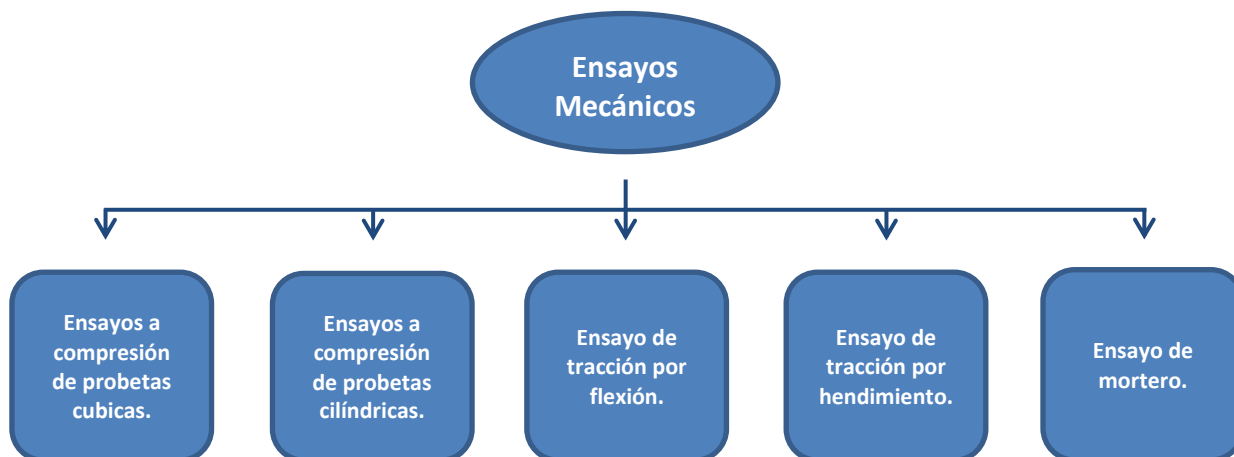 Ensayos
Mecánicos
Ensayos a
compresión
de probetas
cubicas.
Ensayos a
compresión
de probetas
cilíndricas.
Ensayo de
tracción por
flexión.
Ensayo de
tracción por
hendimiento.
Ensayo de
mortero.